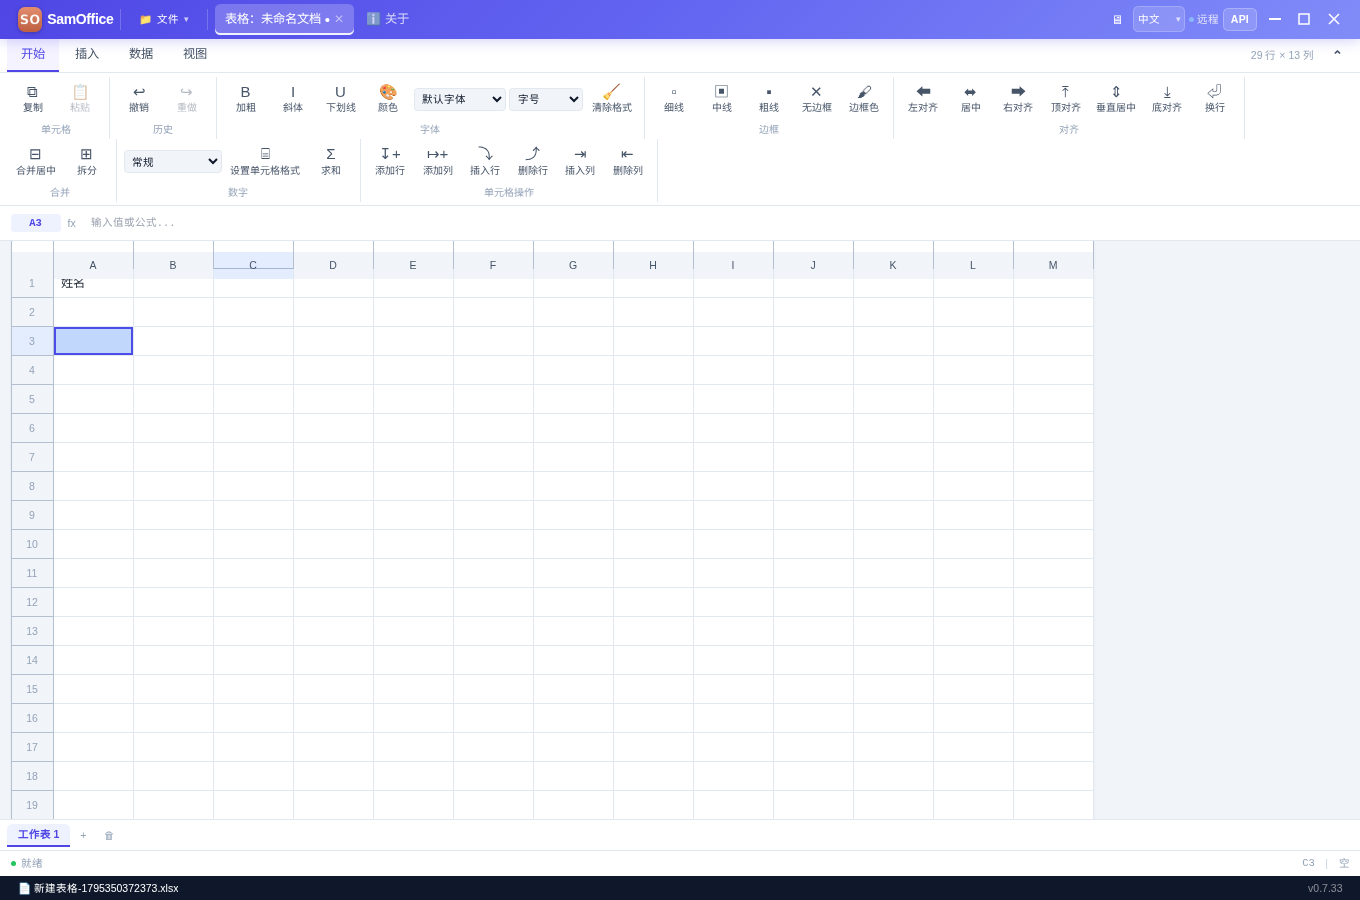 SO SamOffice 📁 文件 ▾ 表格：未命名文档 • ✕ ℹ️ 关于 🖥 中文 ▾ 远程 API
开始 插入 数据 视图 29 行 × 13 列
复制 粘贴 撤销 重做 B 加粗 I 斜体 U 下划线 颜色 默认字体 字号 清除格式 细线 中线 粗线 无边框 边框色 左对齐 居中 右对齐 顶对齐 垂直居中 底对齐 换行
单元格 历史 字体 边框 对齐
合并居中 拆分 常规 设置单元格格式 Σ 求和 添加行 添加列 插入行 删除行 插入列 删除列
合并 数字 单元格操作
A3 fx 输入值或公式...
A B C D E F G H I J K L M
1 姓名
2
3
4
5
6
7
8
9
10
11
12
13
14
15
16
17
18
19
工作表 1 + 🗑
就绪 C3 | 空
📄 新建表格-1795350372373.xlsx v0.7.33